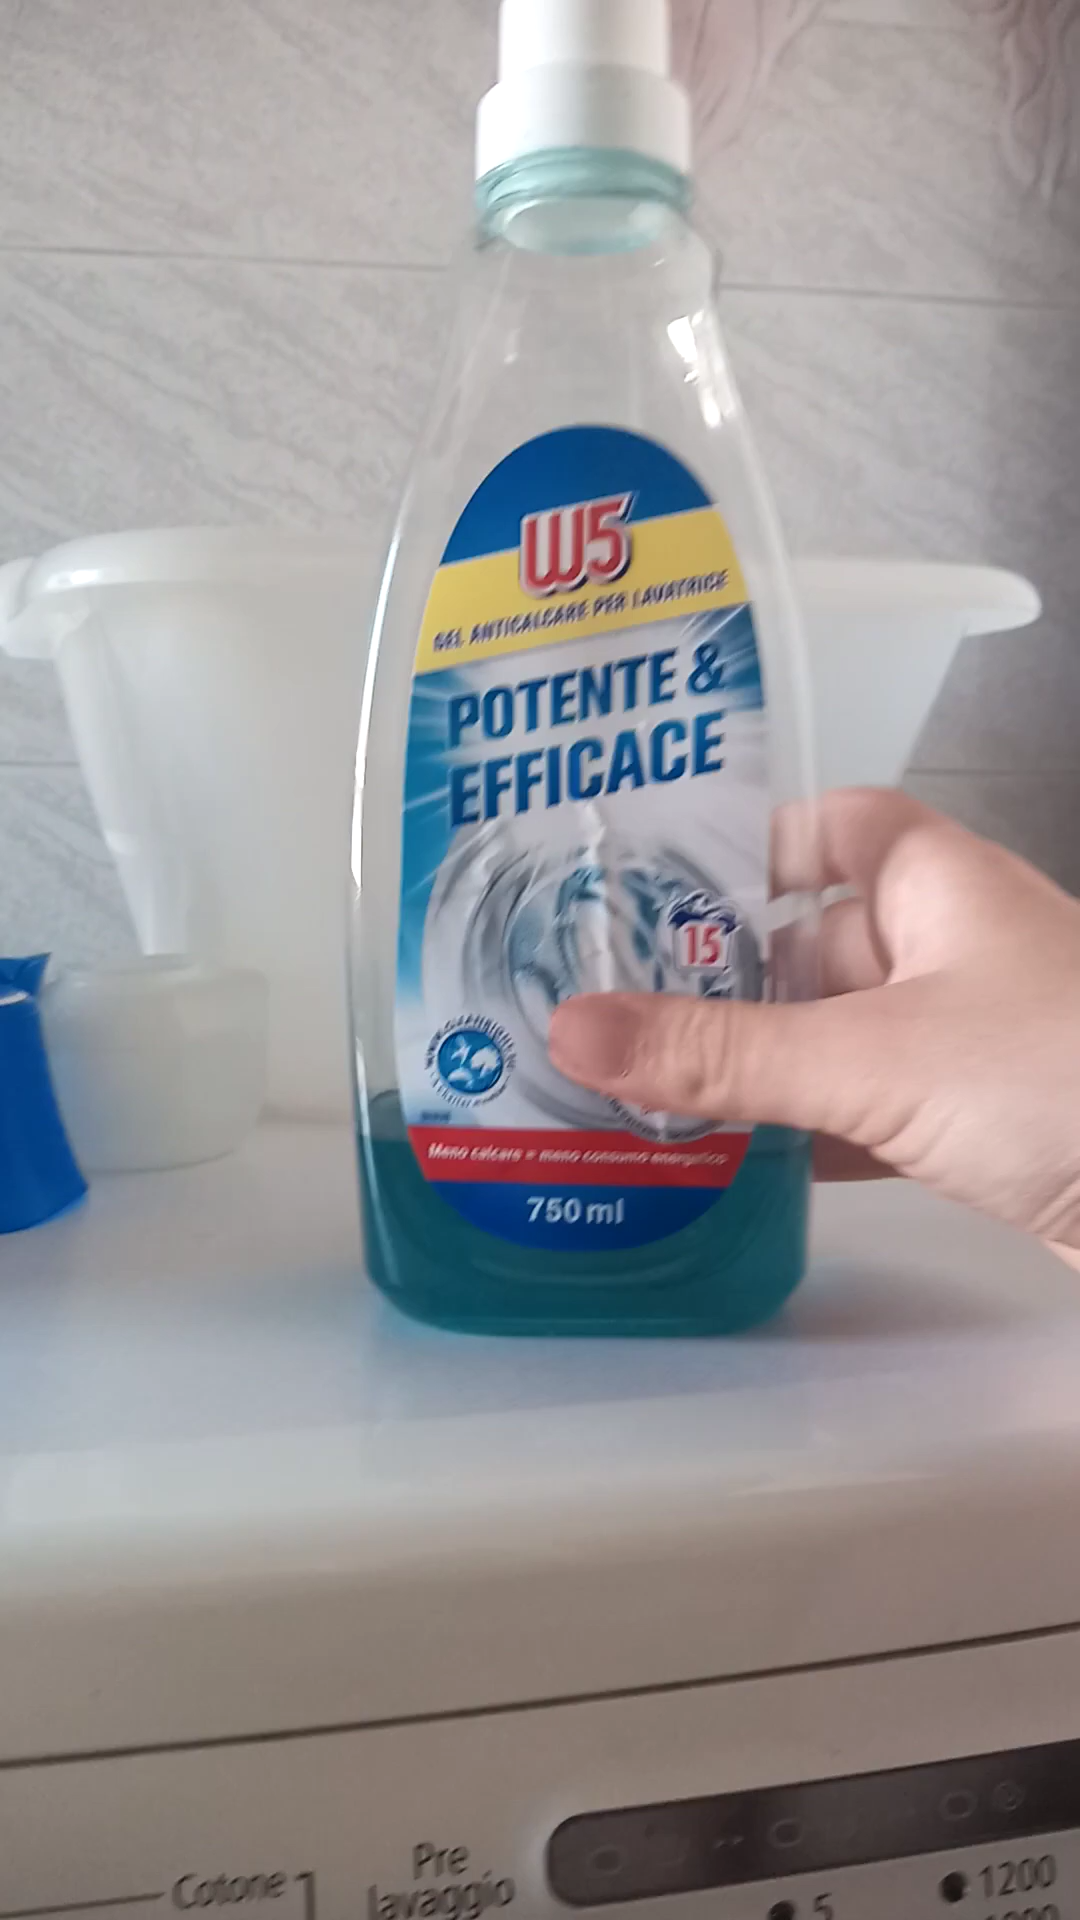 W5
GEL ANTICALCARE PER LAVATRICE
POTENTE &
EFFICACE
15
Meno calcare = meno consumo energetico
750 ml
Cotone
Pre
lavaggio
5
1200